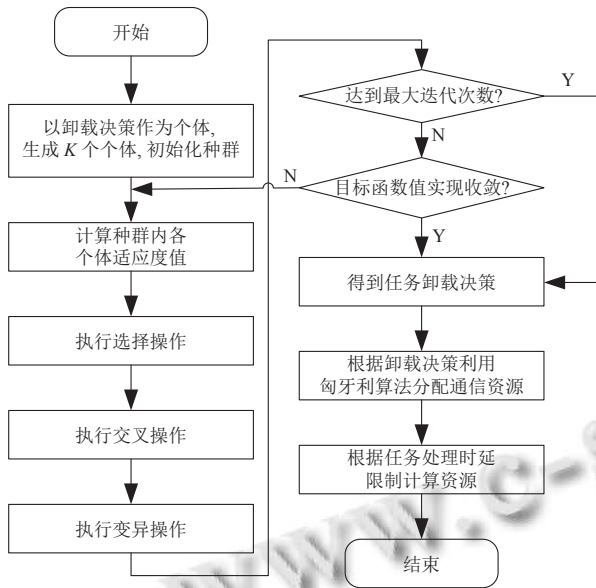 开始
以卸载决策作为个体,
生成 K 个个体, 初始化种群
计算种群内各
个体适应度值
执行选择操作
执行交叉操作
执行变异操作
达到最大迭代次数?
Y
N
目标函数值实现收敛?
N
Y
得到任务卸载决策
根据卸载决策利用
匈牙利算法分配通信资源
根据任务处理时延
限制计算资源
结束
www.c-s